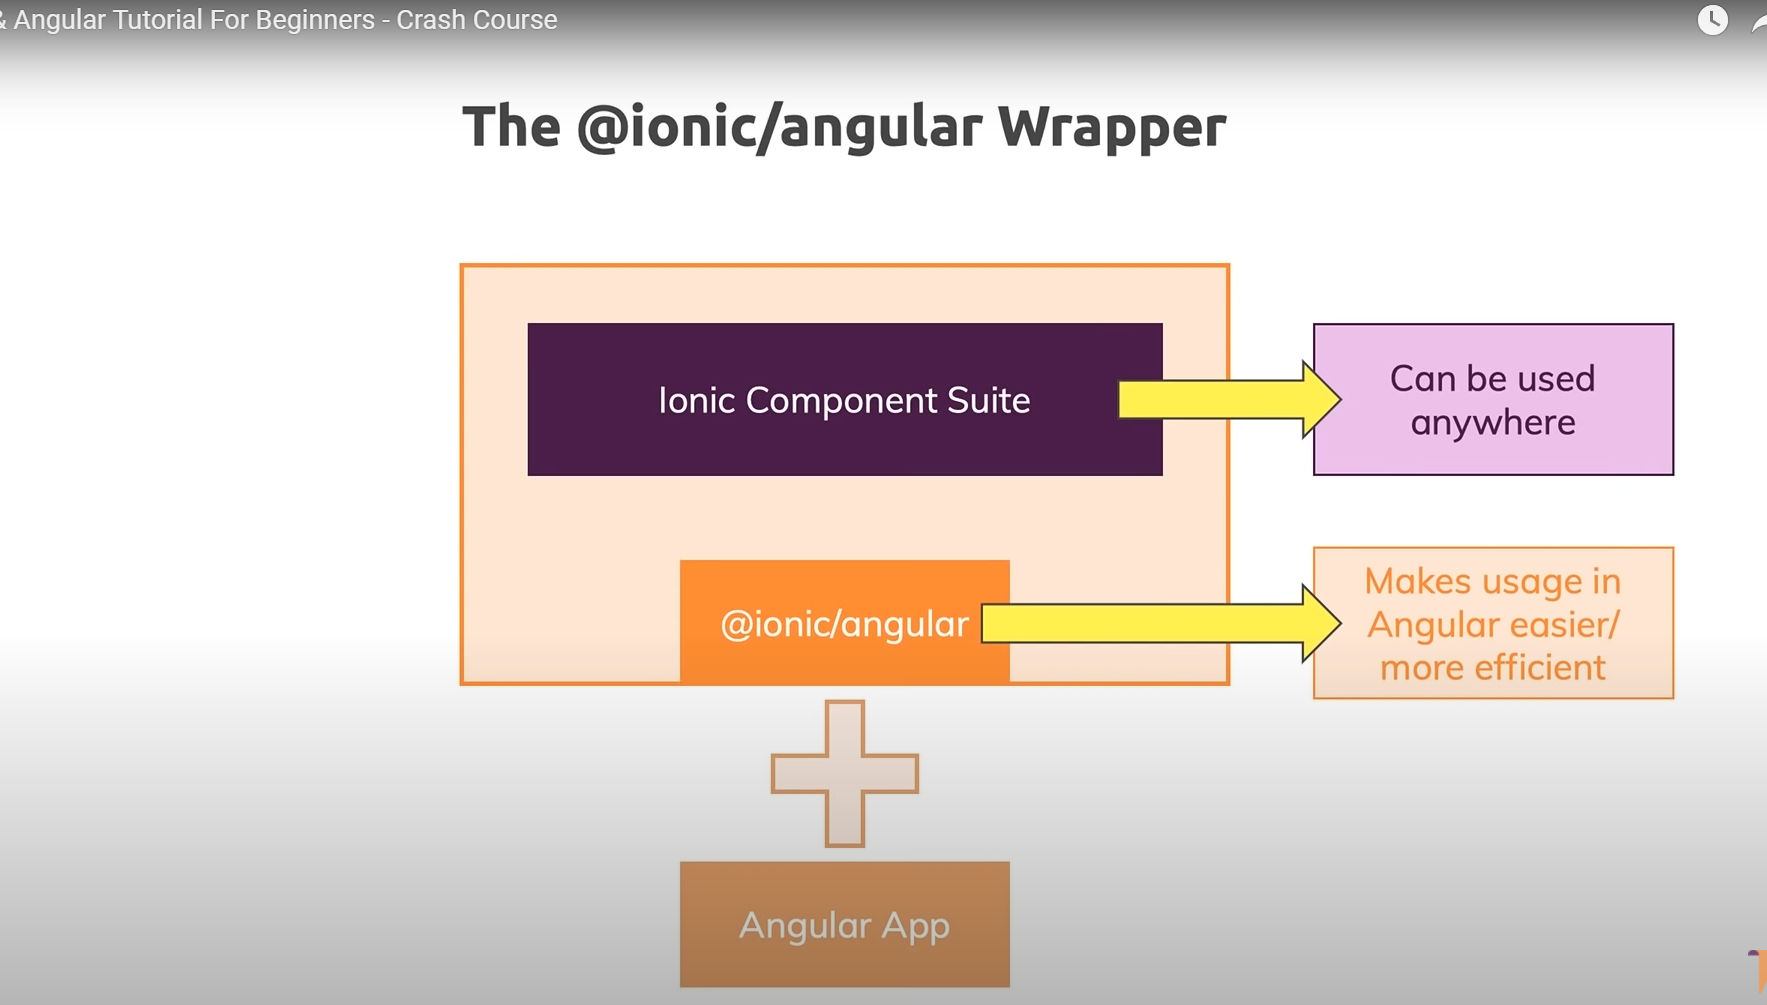 & Angular Tutorial For Beginners - Crash Course
The @ionic/angular Wrapper
Ionic Component Suite
Can be used
anywhere
@ionic/angular
Makes usage in
Angular easier/
more efficient
Angular App